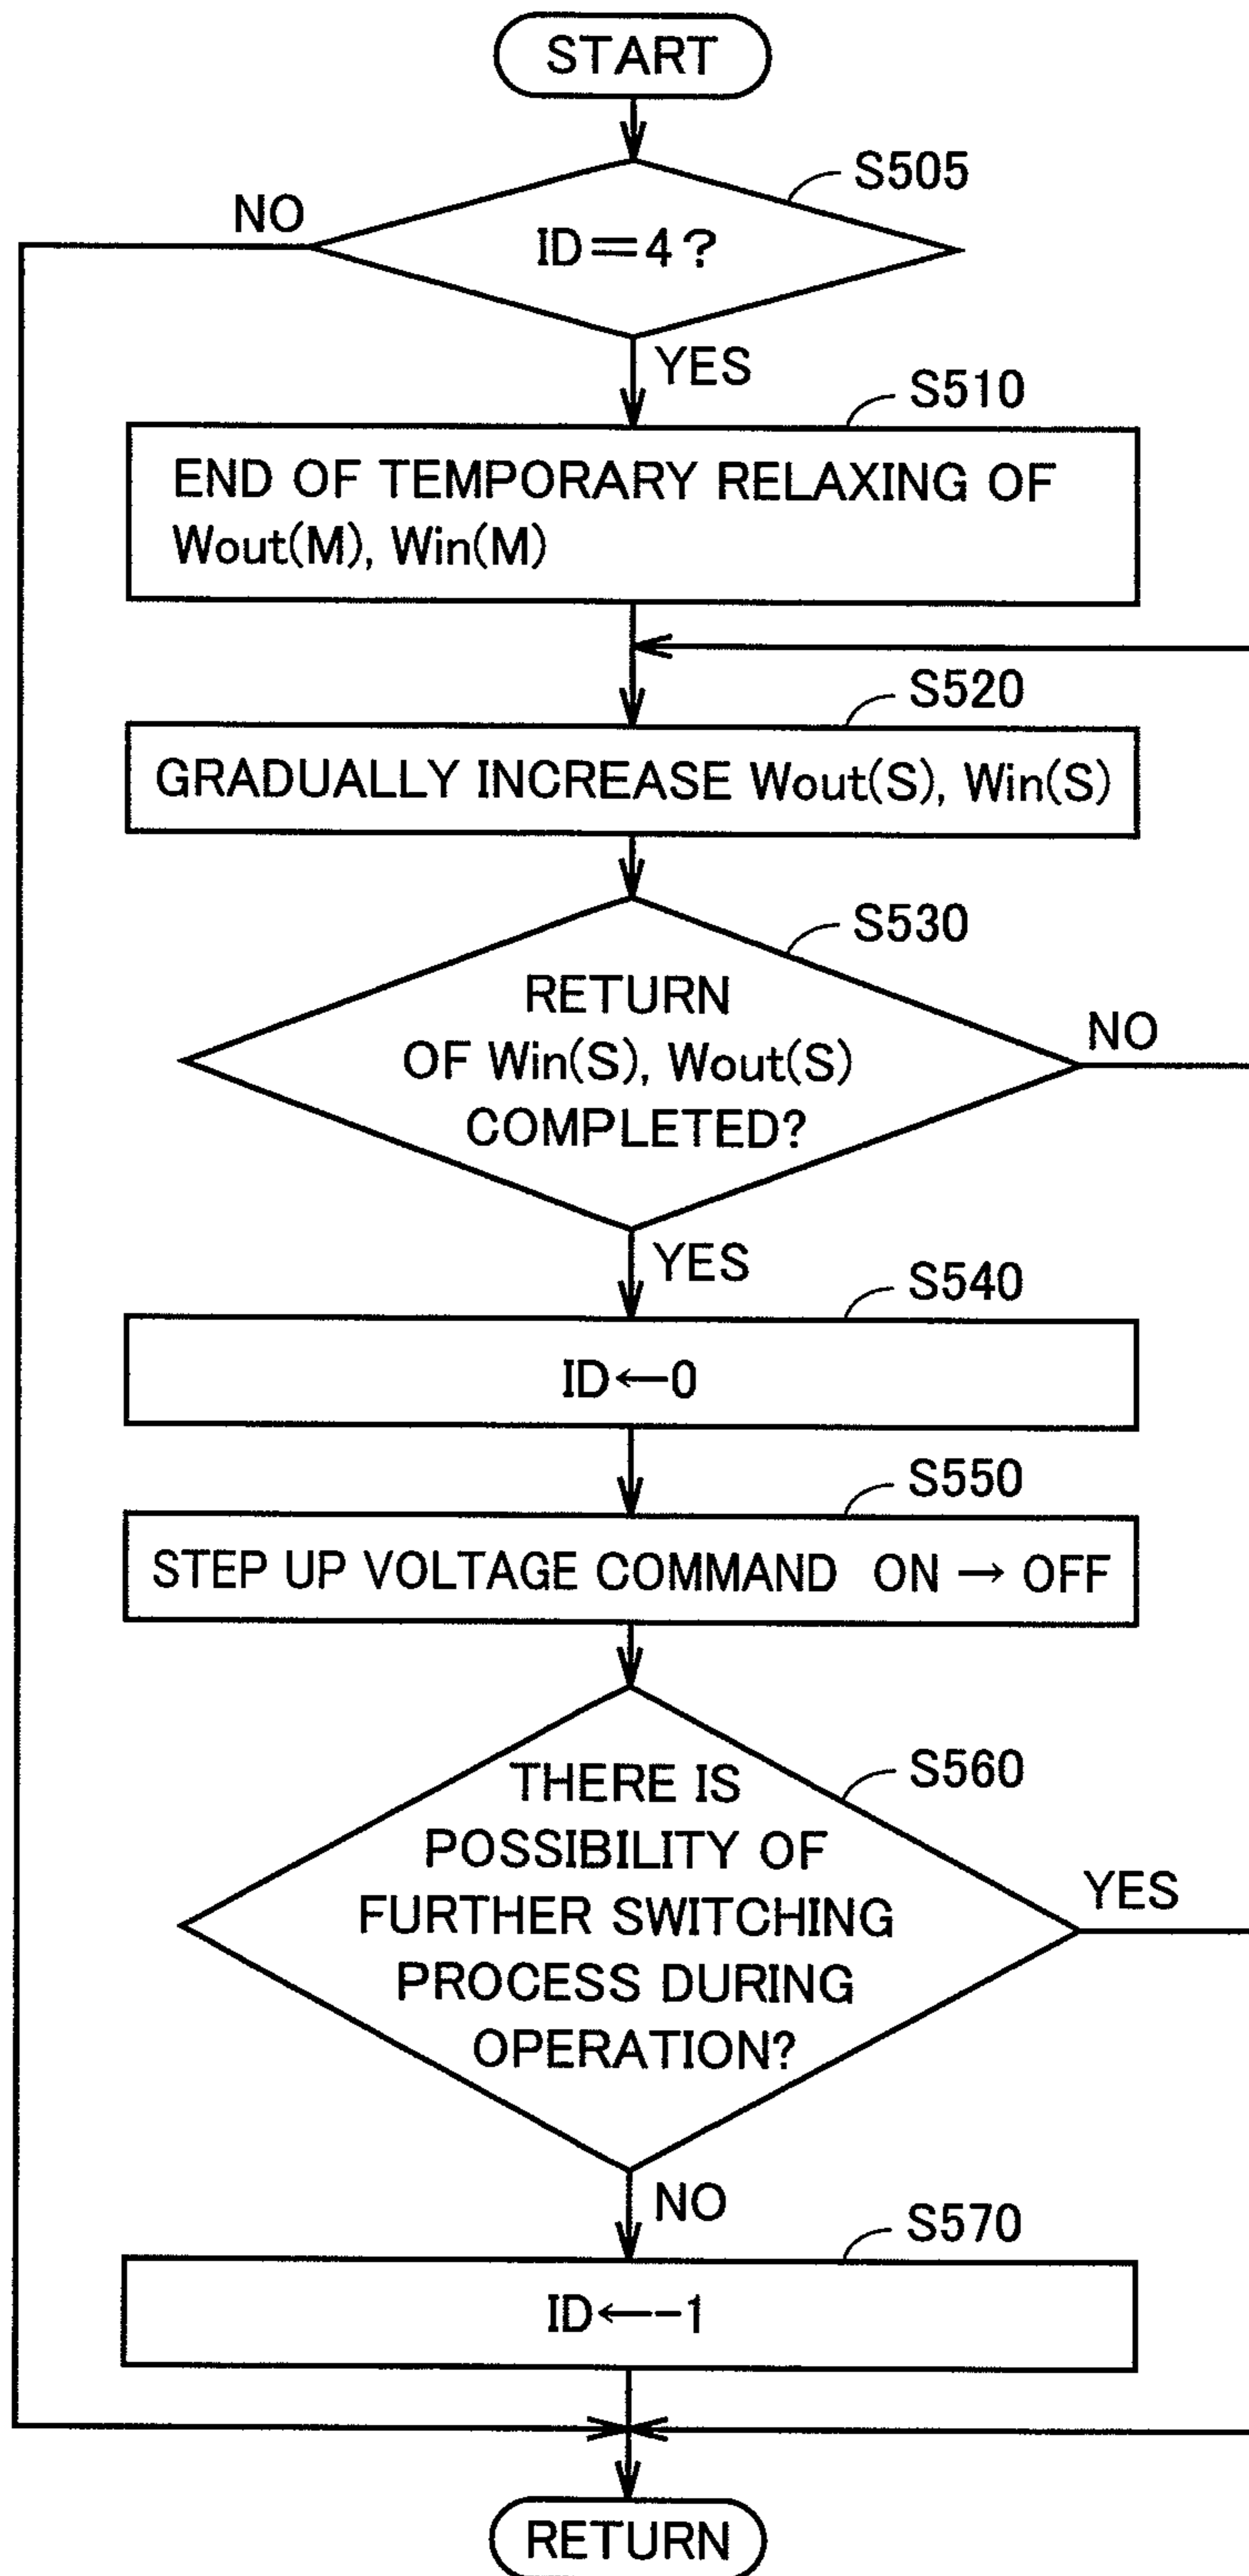 START
S505
NO
ID=4?
YES
S510
END OF TEMPORARY RELAXING OF
Wout(M), Win(M)
S520
GRADUALLY INCREASE Wout(S), Win(S)
S530
RETURN
OF Win(S), Wout(S)
COMPLETED?
NO
YES
S540
ID←0
S550
STEP UP VOLTAGE COMMAND ON → OFF
S560
THERE IS
POSSIBILITY OF
FURTHER SWITCHING
PROCESS DURING
OPERATION?
YES
NO
S570
ID←-1
RETURN